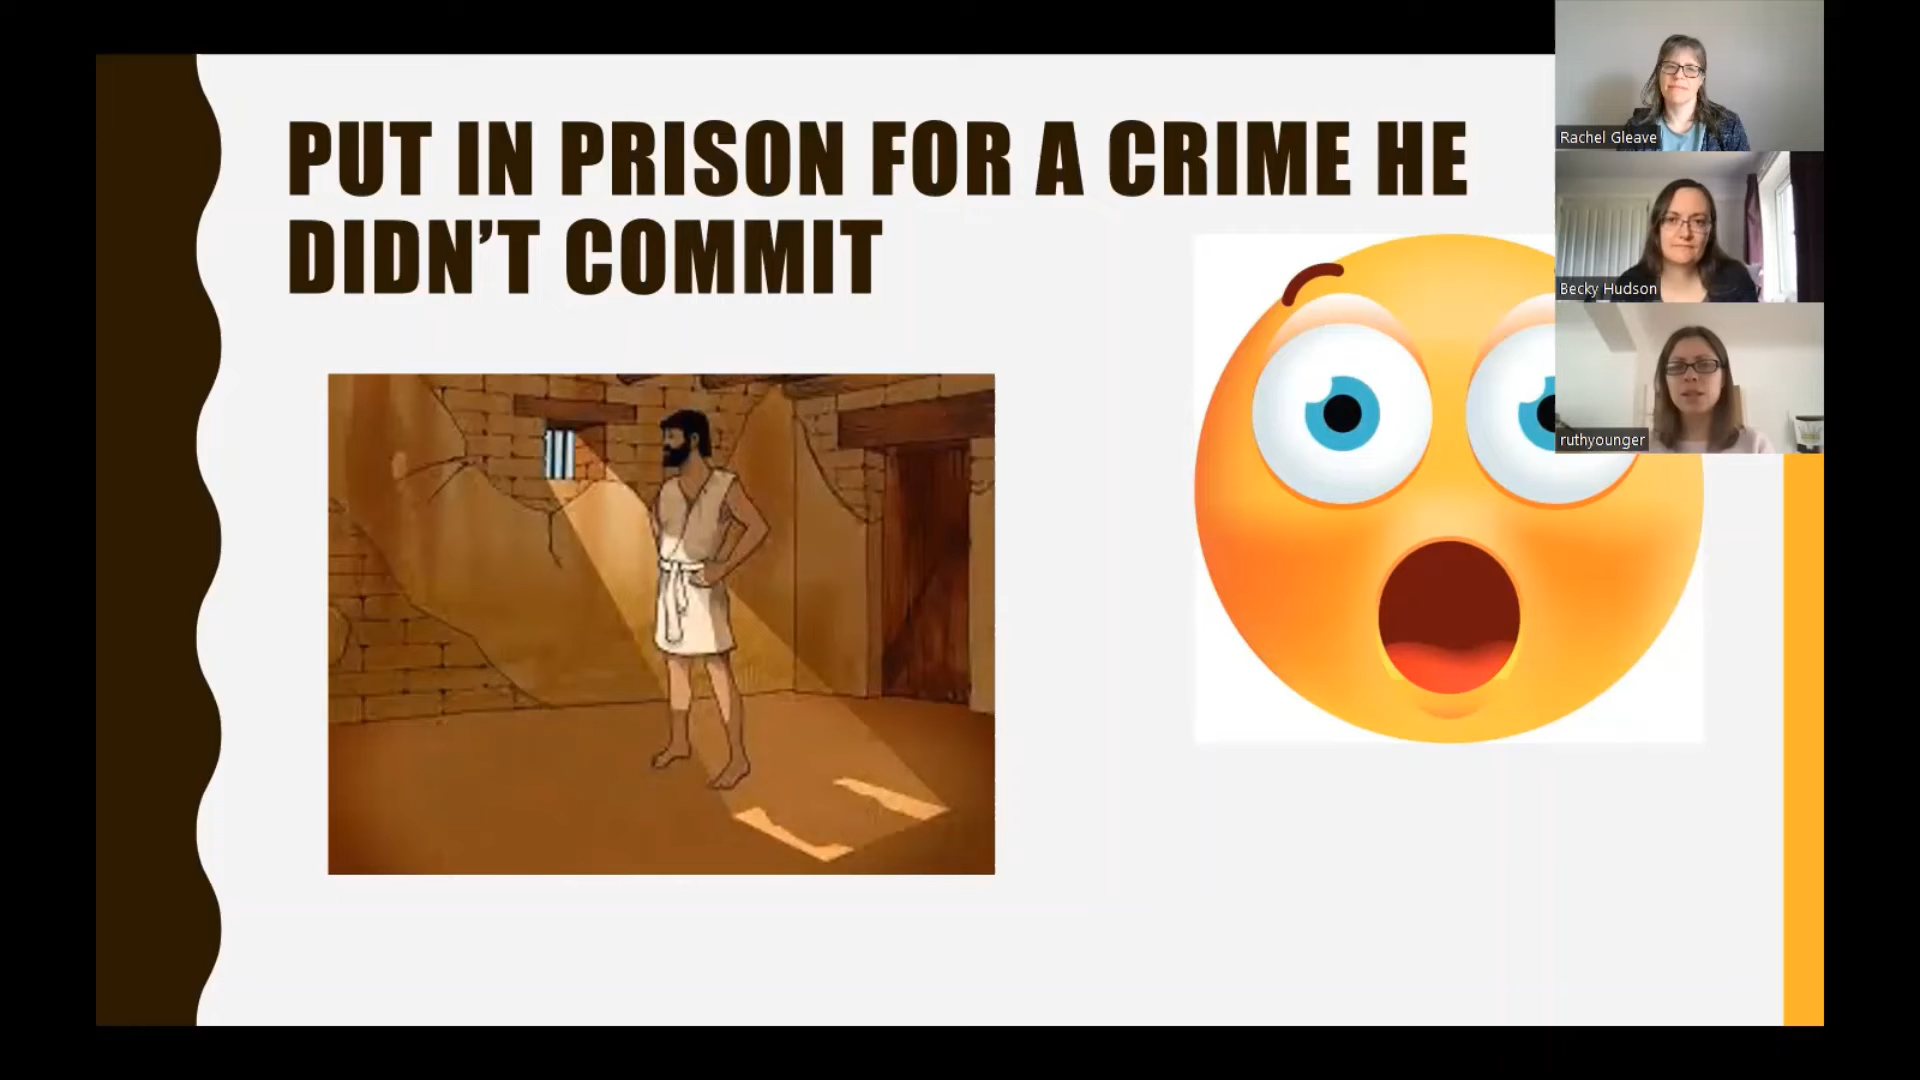 PUT IN PRISON FOR A CRIME HE
DIDN'T COMMIT
Rachel Gleave
Becky Hudson
ruthyounger